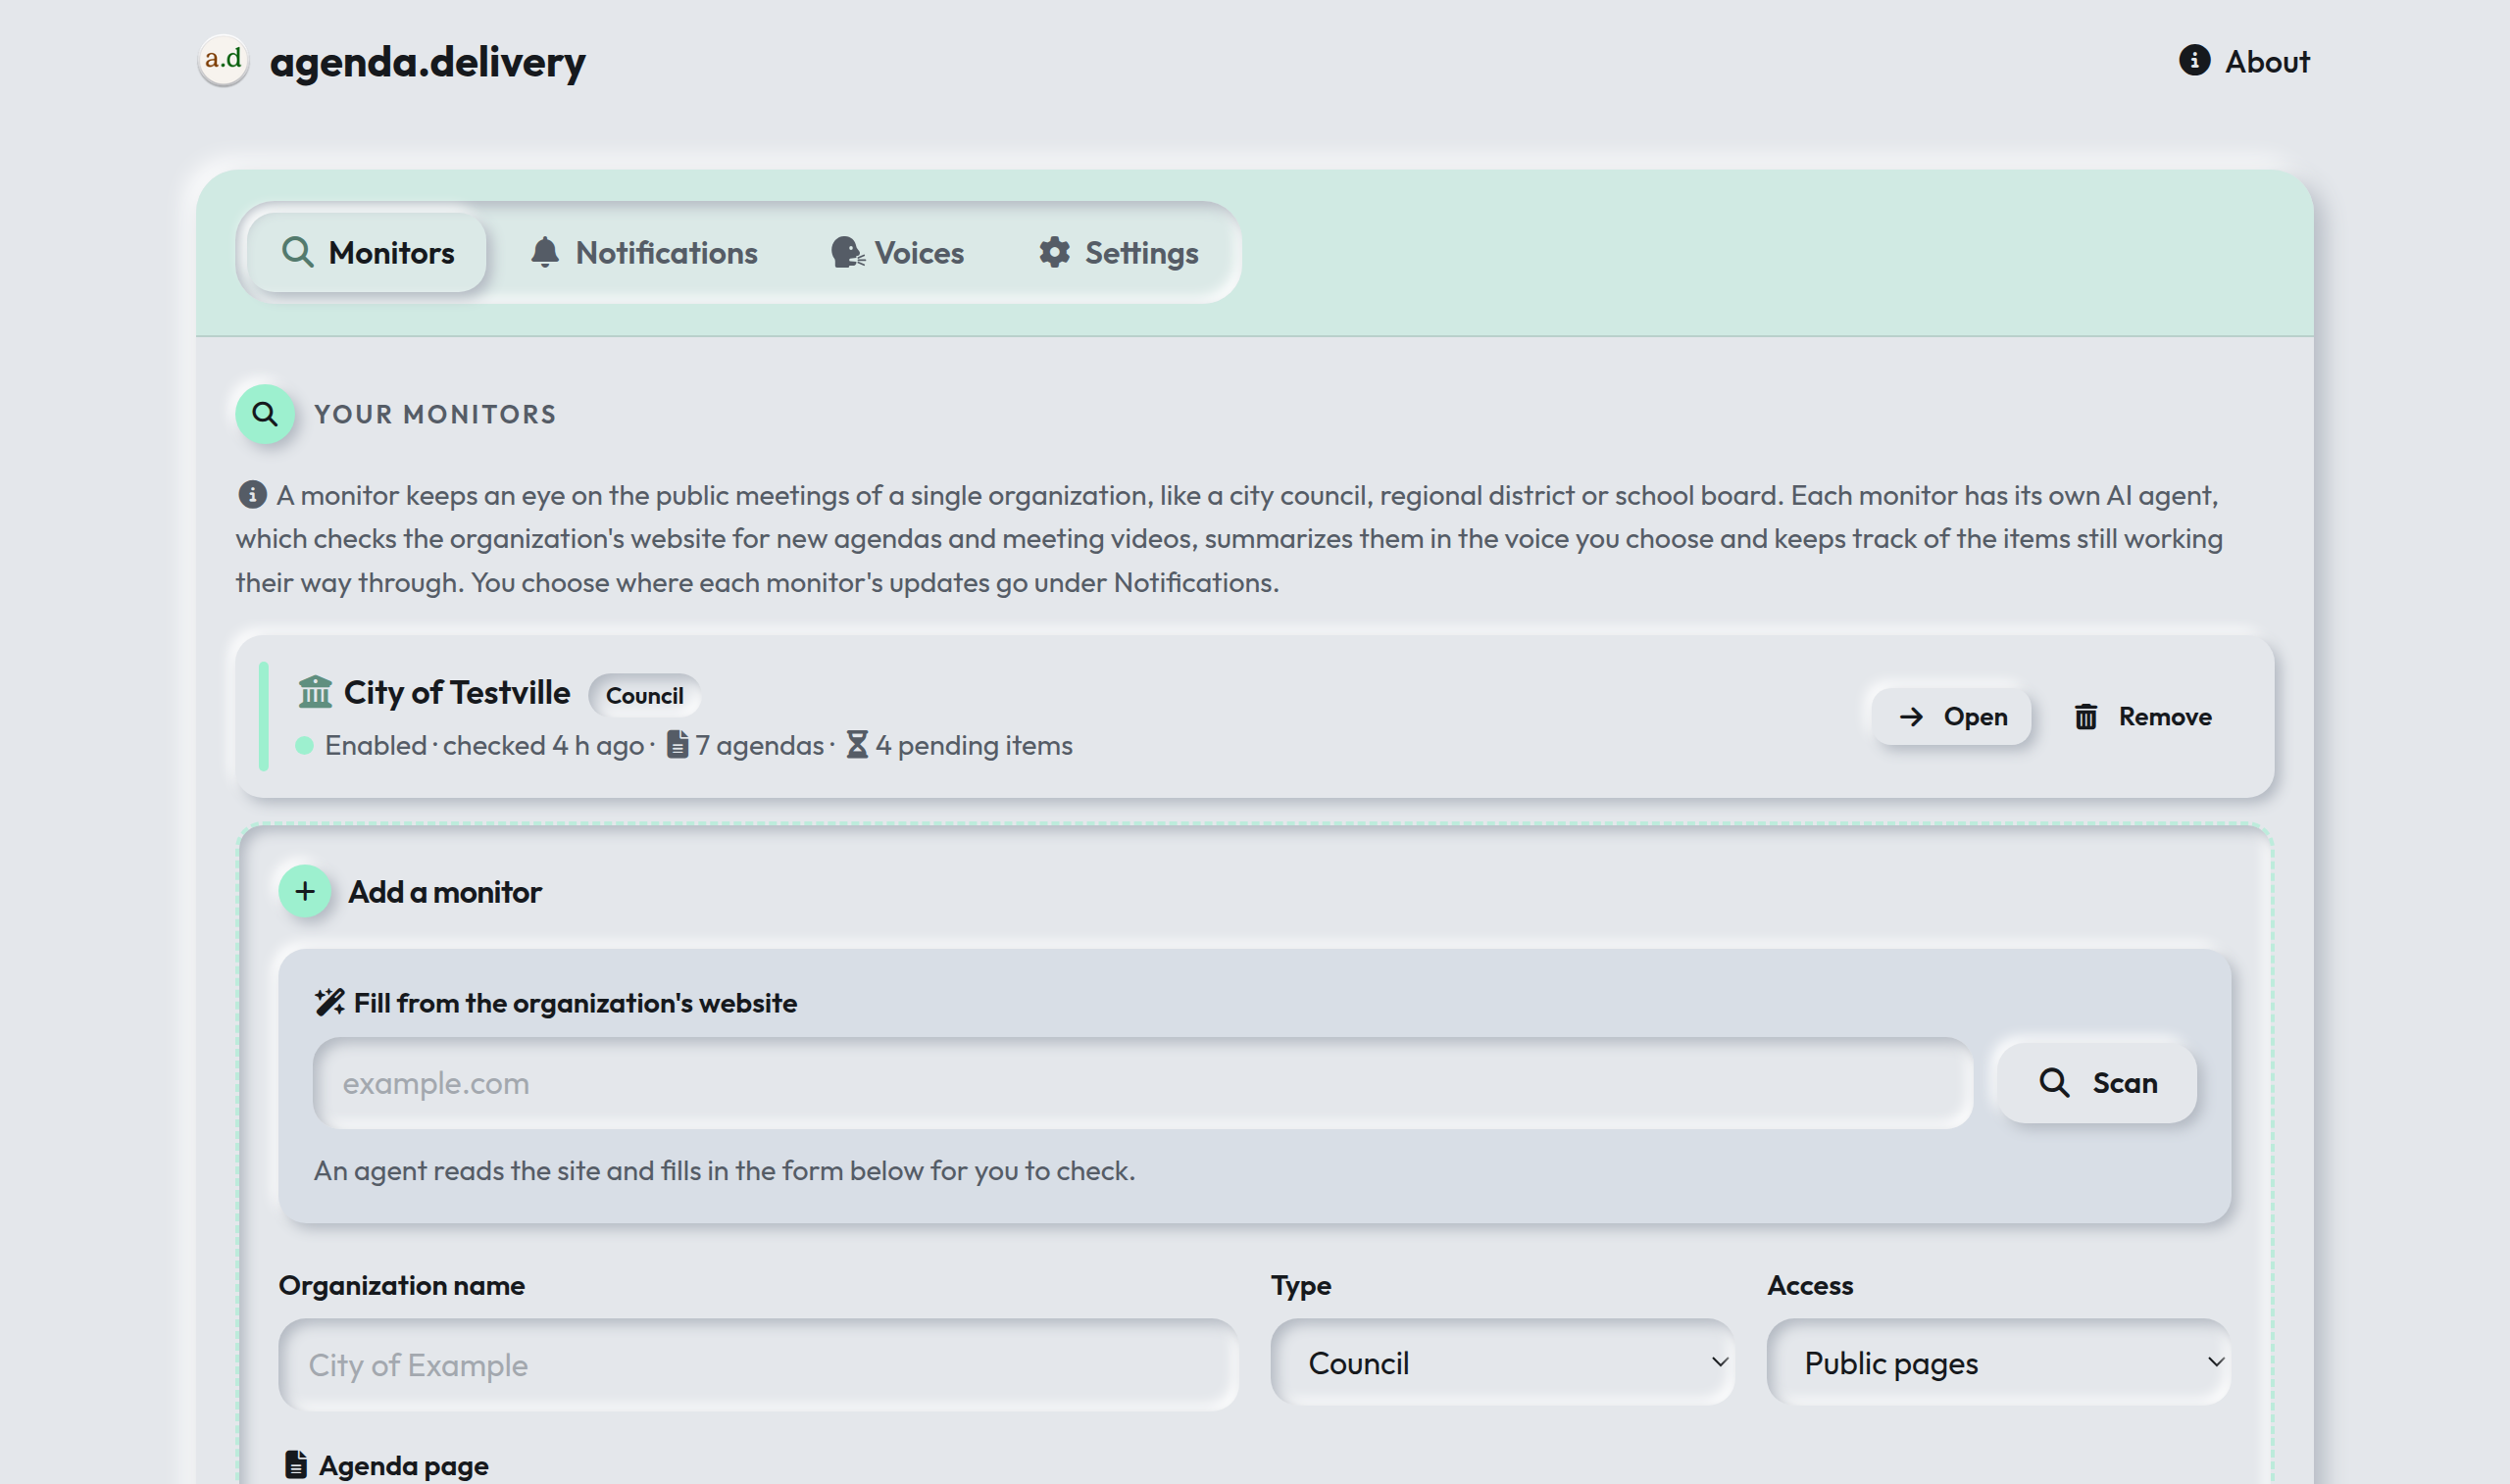 a.d agenda.delivery
About
Monitors
Notifications
Voices
Settings
YOUR MONITORS
A monitor keeps an eye on the public meetings of a single organization, like a city council, regional district or school board. Each monitor has its own AI agent,
which checks the organization's website for new agendas and meeting videos, summarizes them in the voice you choose and keeps track of the items still working
their way through. You choose where each monitor's updates go under Notifications.
City of Testville Council
Enabled · checked 4 h ago · 7 agendas · 4 pending items
Open
Remove
Add a monitor
Fill from the organization's website
example.com
Scan
An agent reads the site and fills in the form below for you to check.
Organization name
Type
Access
City of Example
Council
Public pages
Agenda page